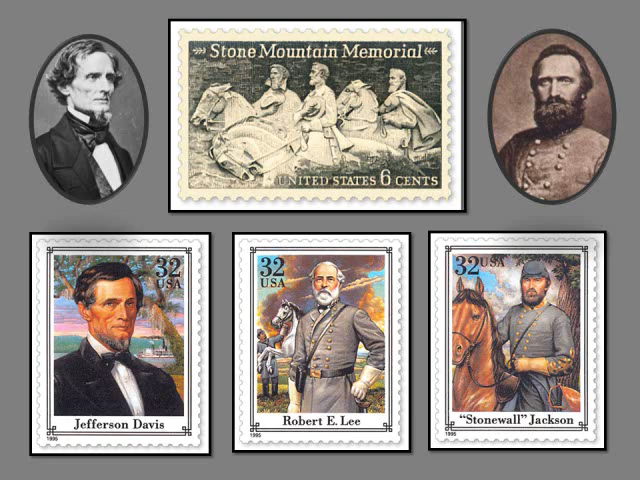 Stone Mountain Memorial
UNITED STATES 6 CENTS
32
USA
Jefferson Davis
1995
32
USA
Robert E. Lee
1995
32 USA
"Stonewall" Jackson
1995